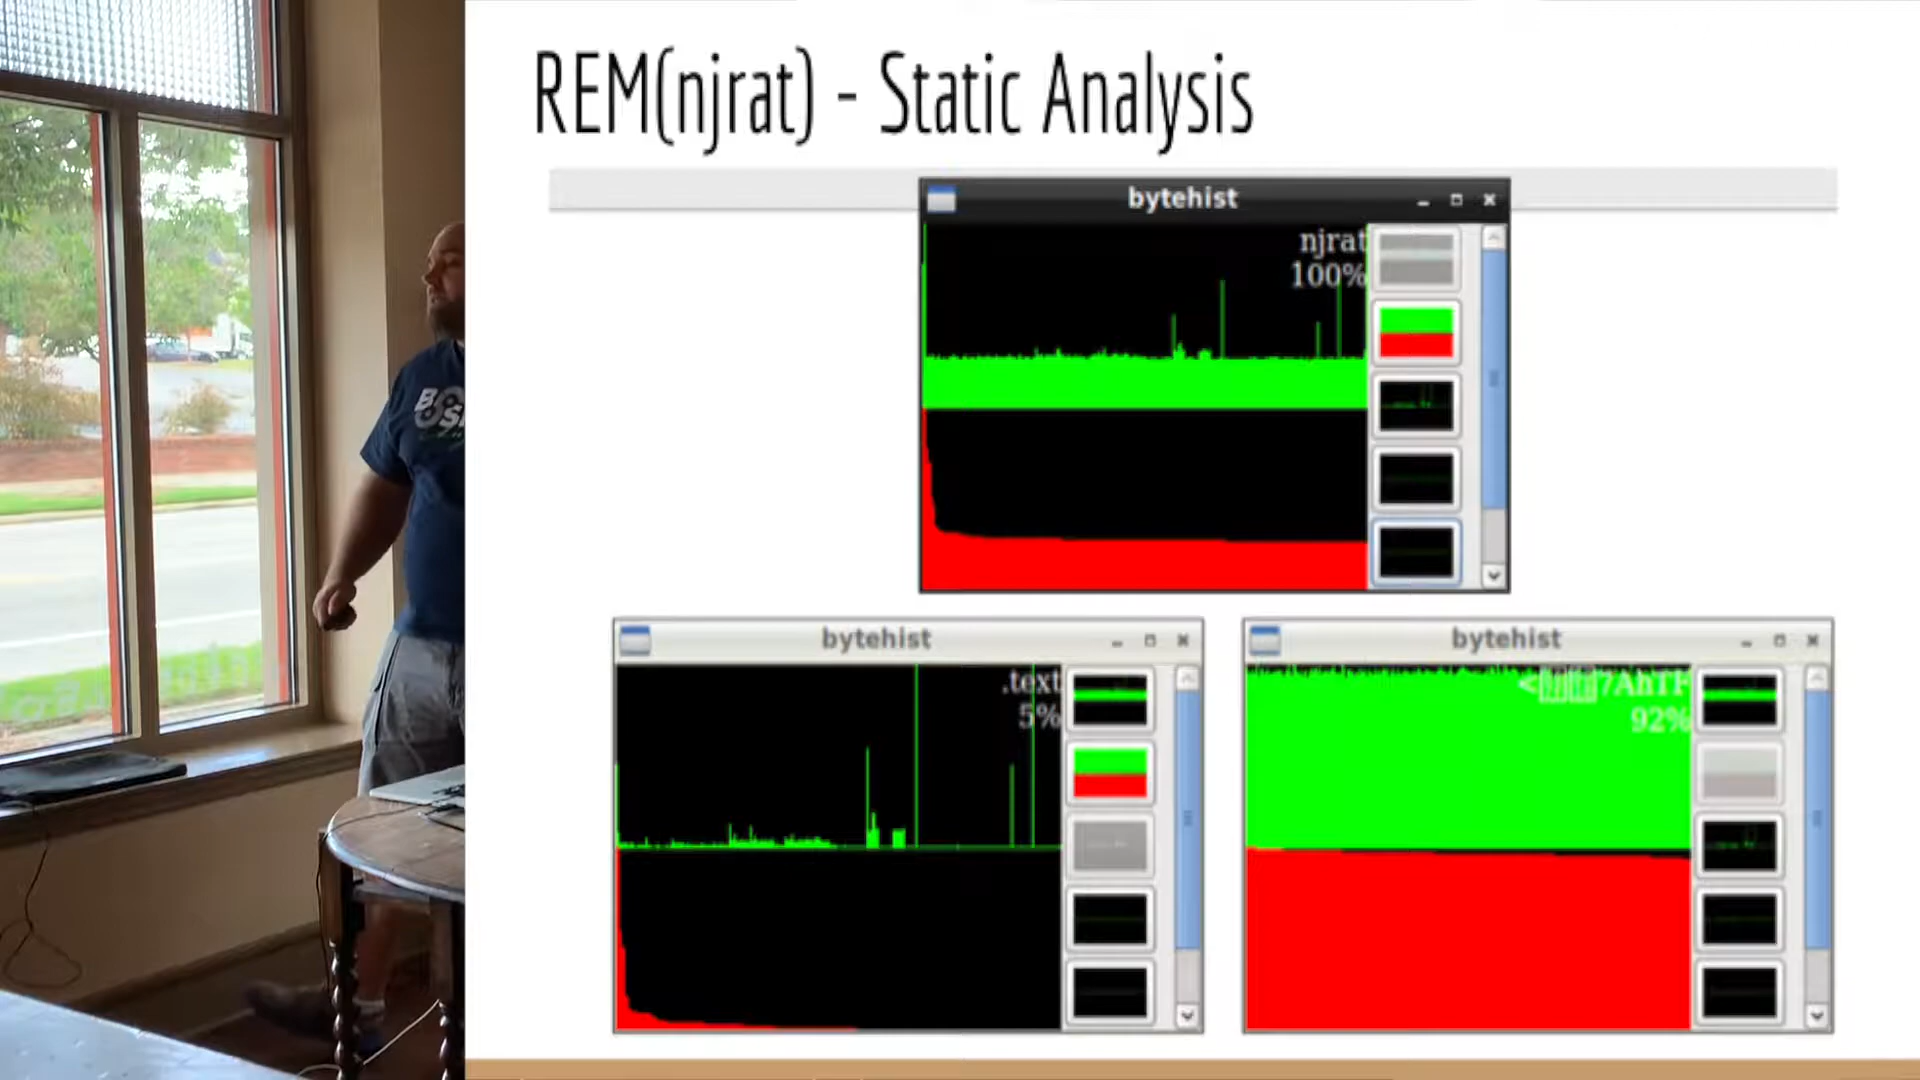 REM(njrat) - Static Analysis
bytehist
njrat
100%
bytehist
.text
5%
bytehist
7AhTF
92%